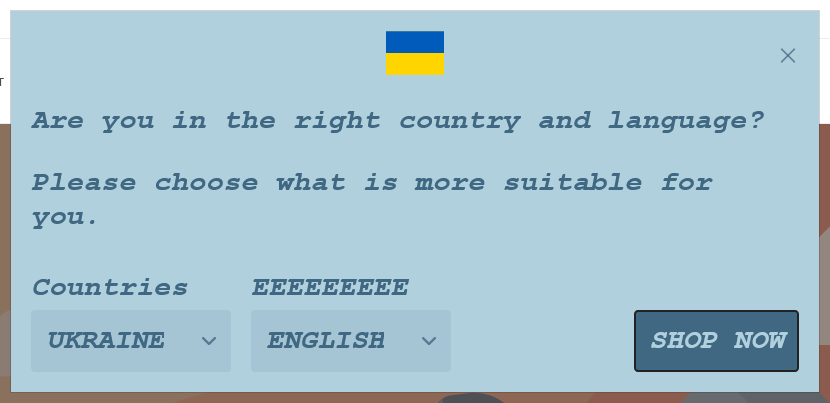 T
Are you in the right country and language?
Please choose what is more suitable for
you.
Countries
EEEEEEEEE
UKRAINE
ENGLISH
SHOP NOW